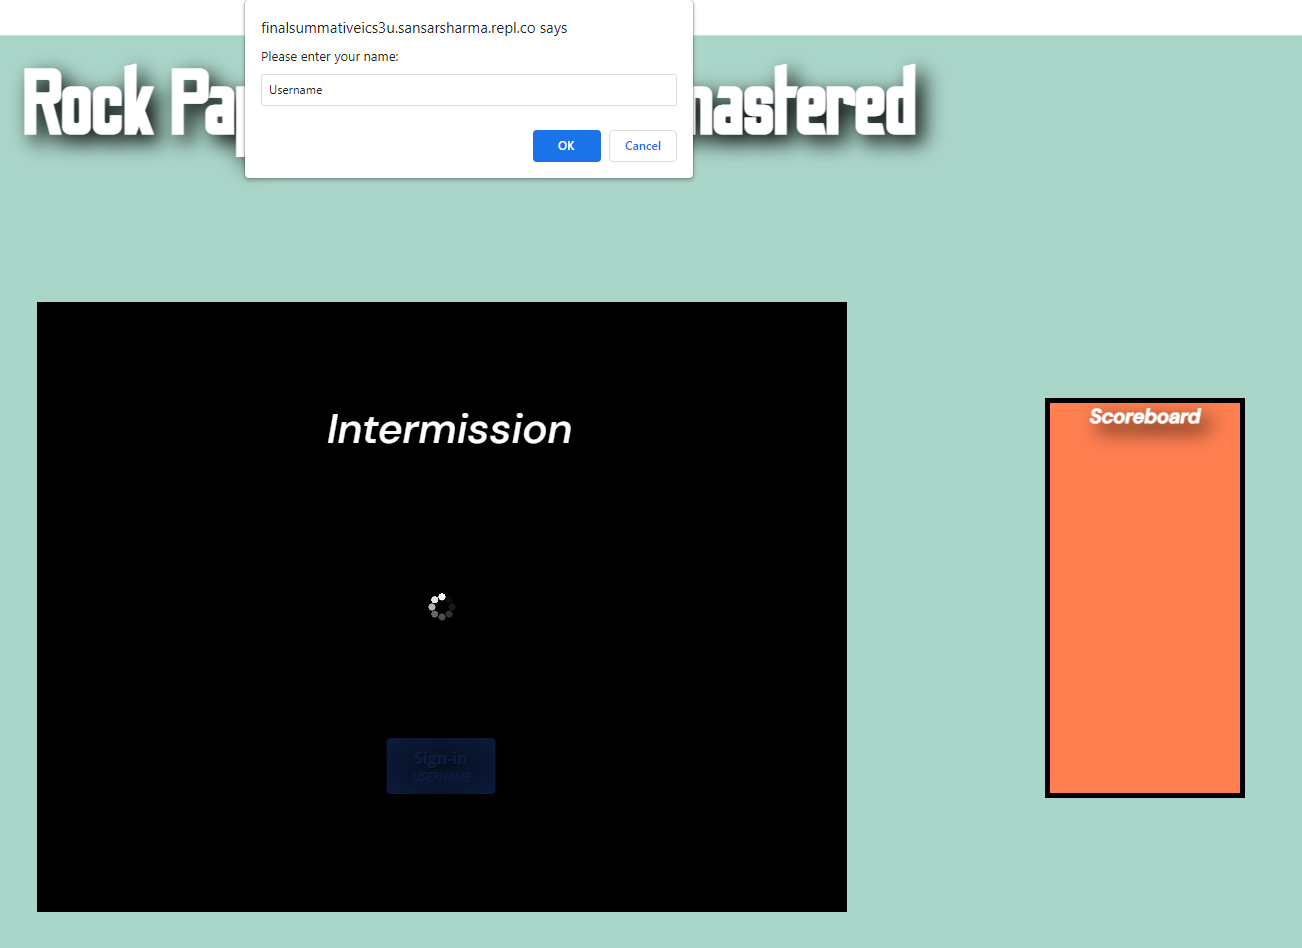 finalsummativeics3u.sansarsharma.repl.co says
Please enter your name:
Username
OK Cancel
Rock Pa mastered
Intermission
Scoreboard
Sign-in
USERNAME